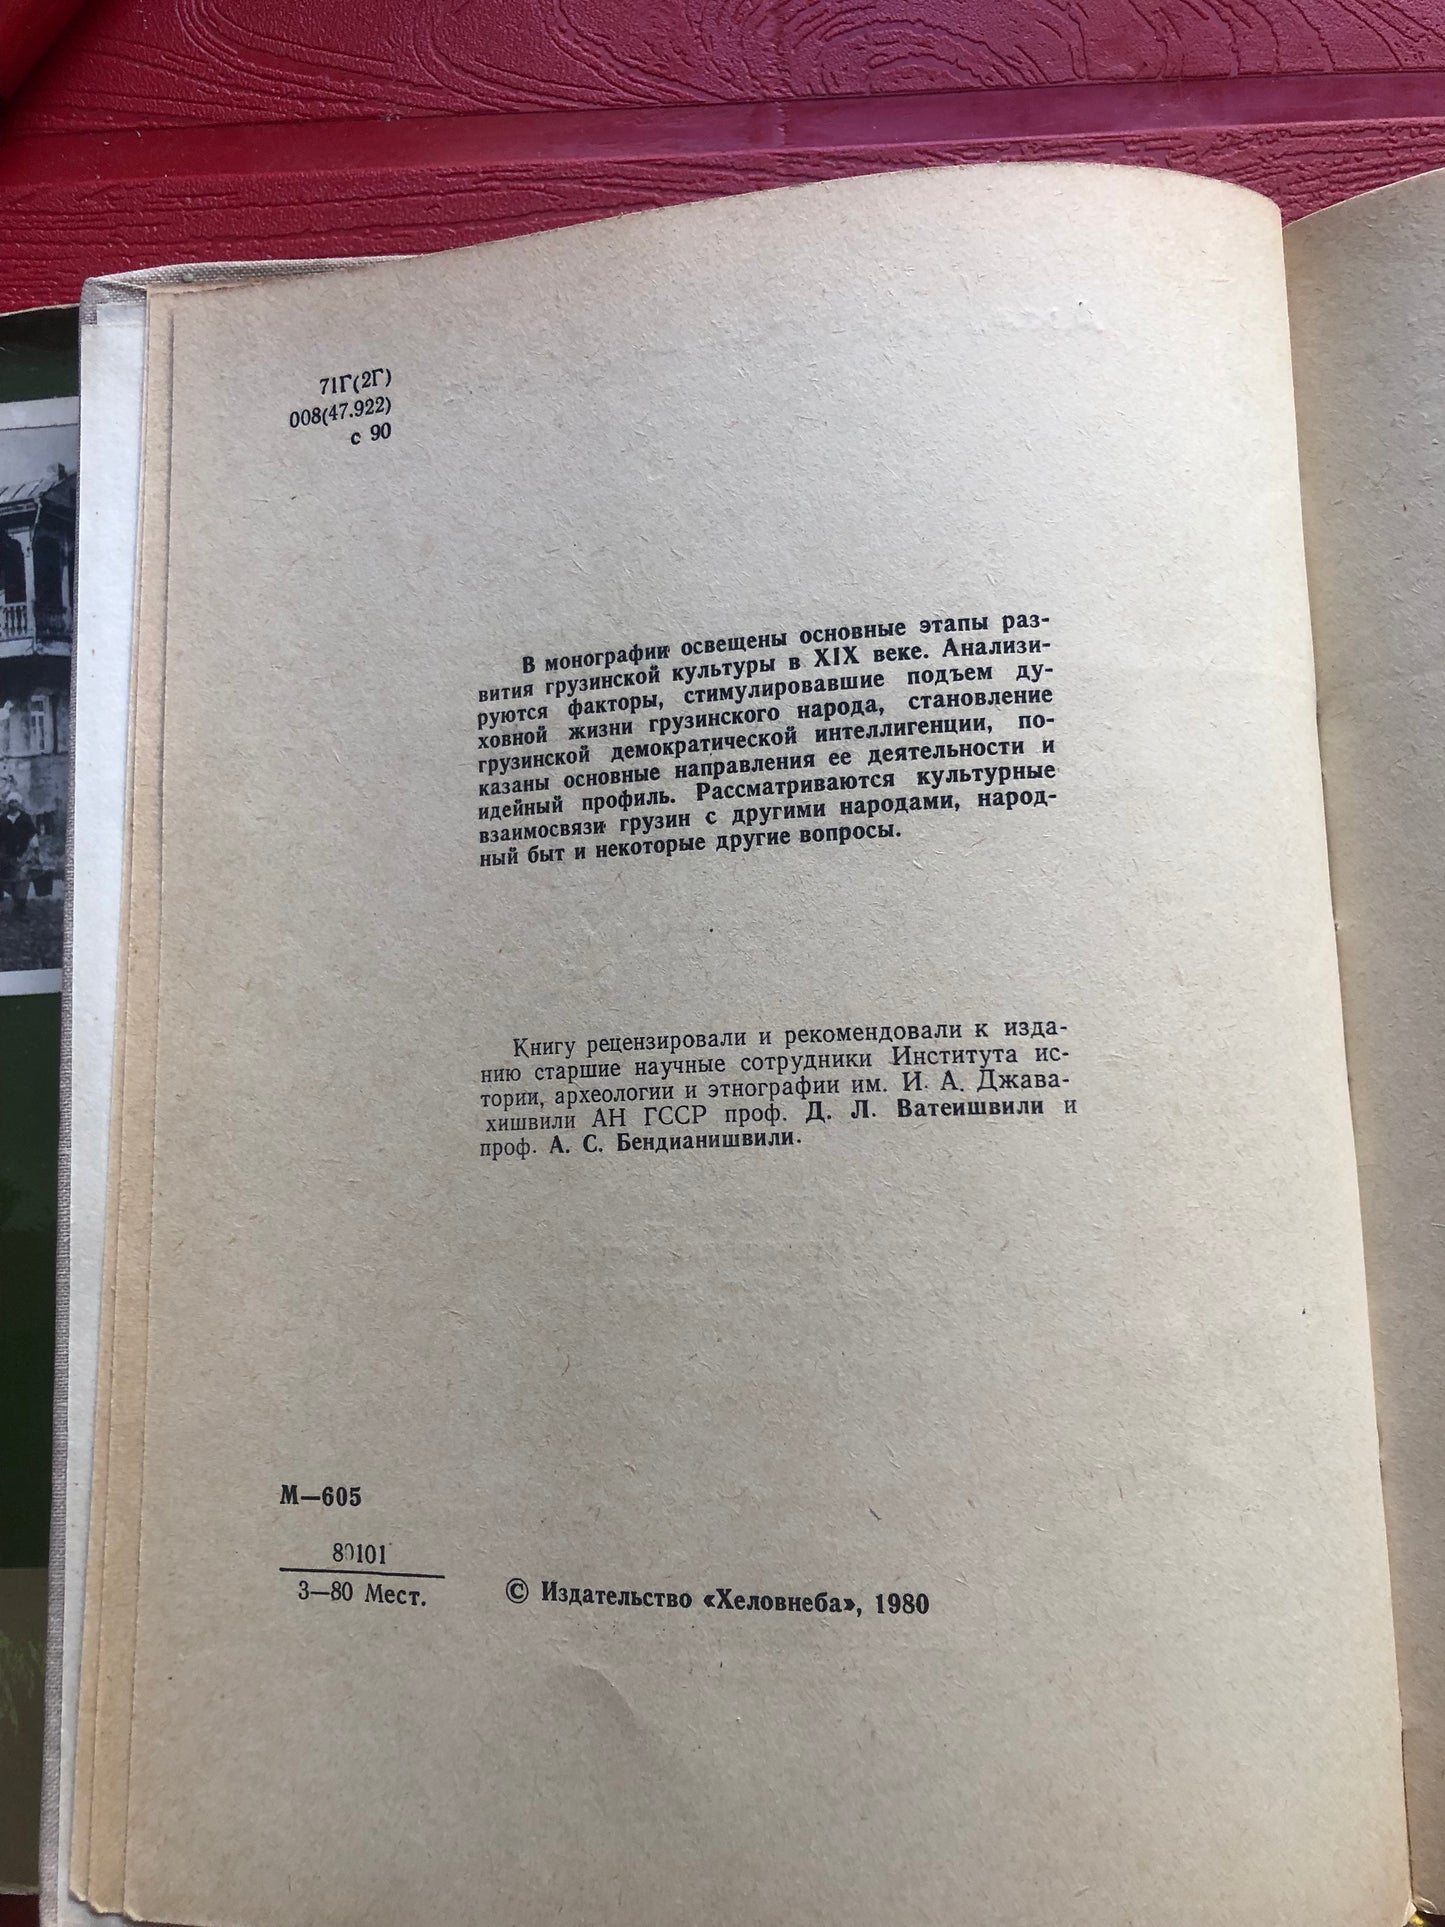 71Г(2Г)
008(47.922)
с 90
В монографии освещены основные этапы раз-
вития грузинской культуры в XIX веке. Анализи-
руются факторы, стимулировавшие подъем ду-
ховной жизни грузинского народа, становление
грузинской демократической интеллигенции, по-
казаны основные направления ее деятельности и
идейный профиль. Рассматриваются культурные
взаимосвязи грузин с другими народами, народ-
ный быт и некоторые другие вопросы.
Книгу рецензировали и рекомендовали к изда-
нию старшие научные сотрудники Института ис-
тории, археологии и этнографии им. И. А. Джава-
хишвили АН ГССР проф. Д. Л. Ватеишвили и
проф. А. С. Бендианишвили.
М—605
80101
3—80 Мест.
© Издательство «Хеловнеба», 1980